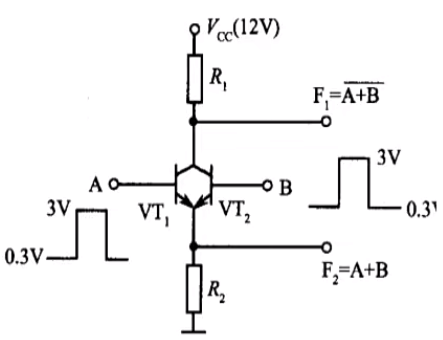 V_CC(12V)
R_1
F_1=\overline{A+B}
3V
A
B
3V
VT_1
VT_2
0.3V
0.3V
F_2=A+B
R_2